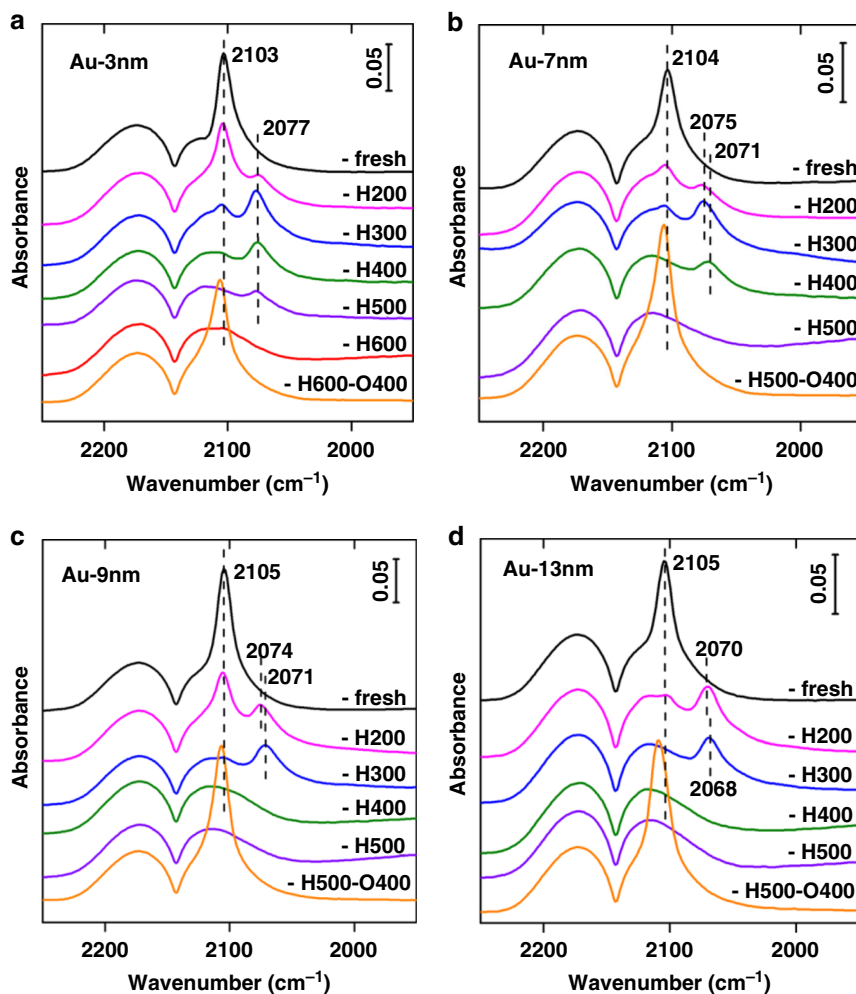 a
Au-3nm
2103
0.05
2077
- fresh
- H200
- H300
- H400
- H500
- H600
- H600-O400
Absorbance
2200
2100
2000
Wavenumber (cm⁻¹)
b
Au-7nm
2104
0.05
2075
2071
- fresh
- H200
- H300
- H400
- H500
- H500-O400
Absorbance
2200
2100
2000
Wavenumber (cm⁻¹)
c
Au-9nm
2105
0.05
2074
2071
- fresh
- H200
- H300
- H400
- H500
- H500-O400
Absorbance
2200
2100
2000
Wavenumber (cm⁻¹)
d
Au-13nm
2105
0.05
2070
- fresh
- H200
- H300
2068
- H400
- H500
- H500-O400
Absorbance
2200
2100
2000
Wavenumber (cm⁻¹)